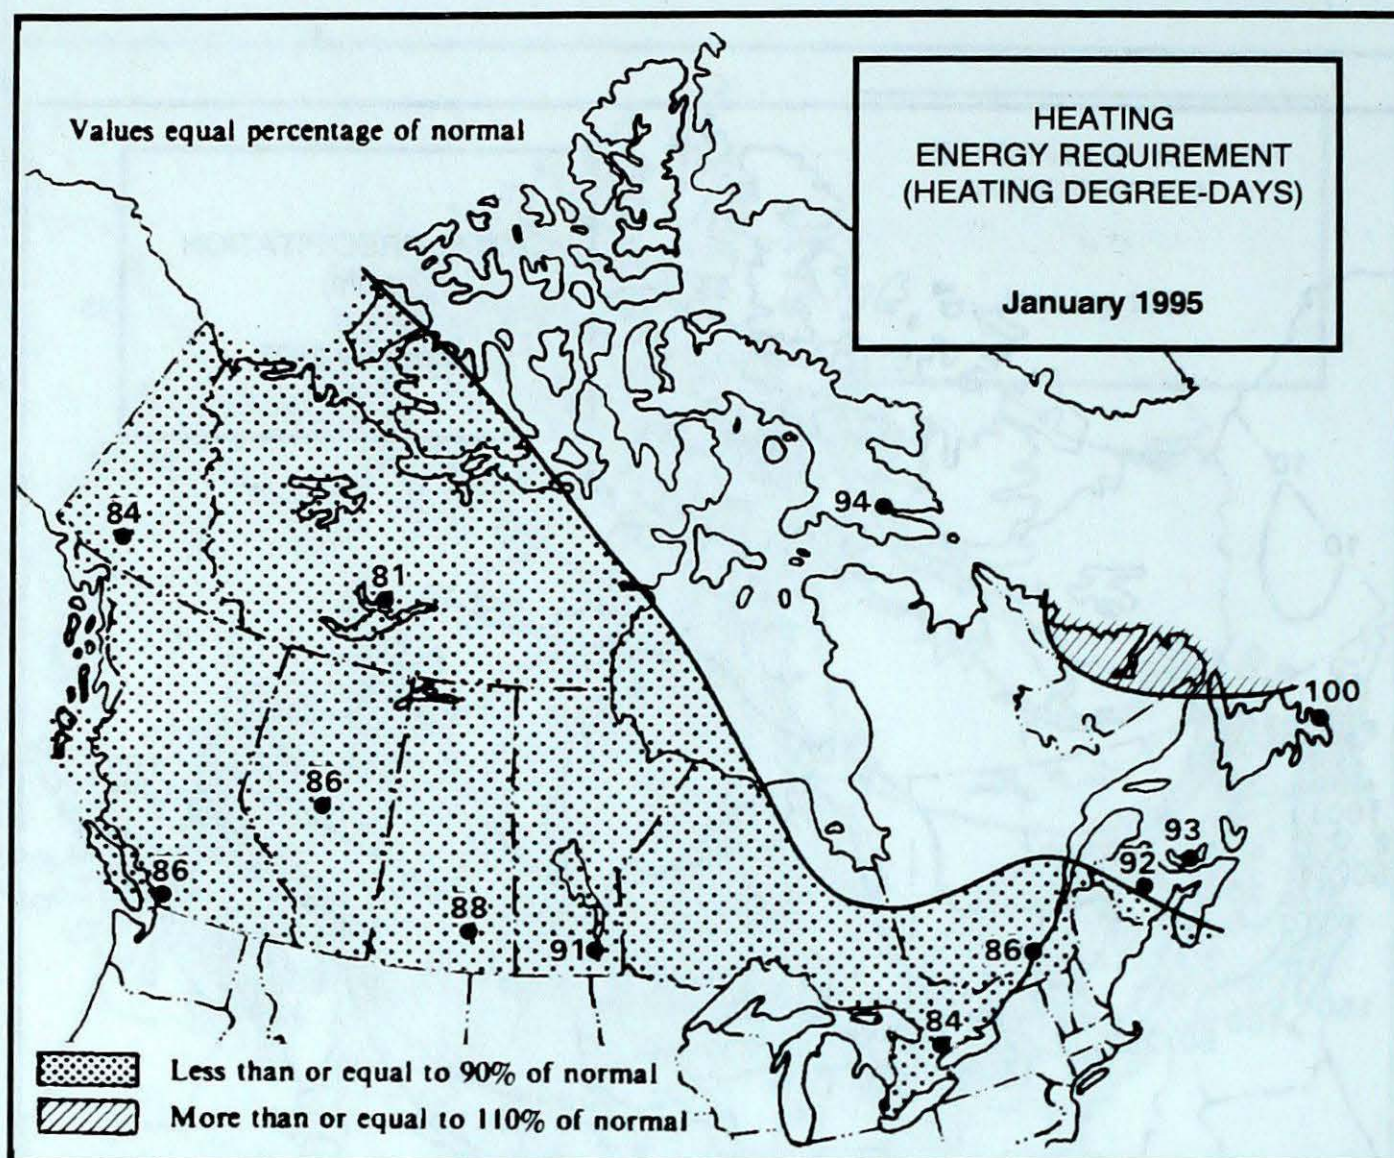 Values equal percentage of normal
HEATING
ENERGY REQUIREMENT
(HEATING DEGREE-DAYS)
January 1995
84
81
94
100
86
86
88
91
93
92
86
84
Less than or equal to 90% of normal
More than or equal to 110% of normal